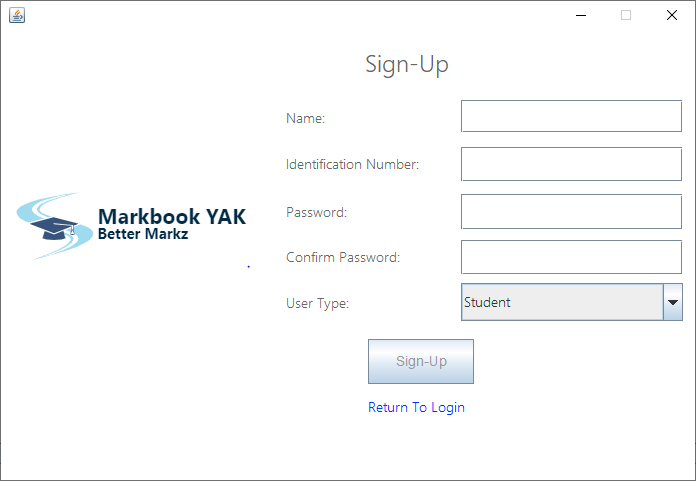 Sign-Up
Name:
Identification Number:
Password:
Confirm Password:
User Type:
Student
Sign-Up
Return To Login
Markbook YAK
Better Markz